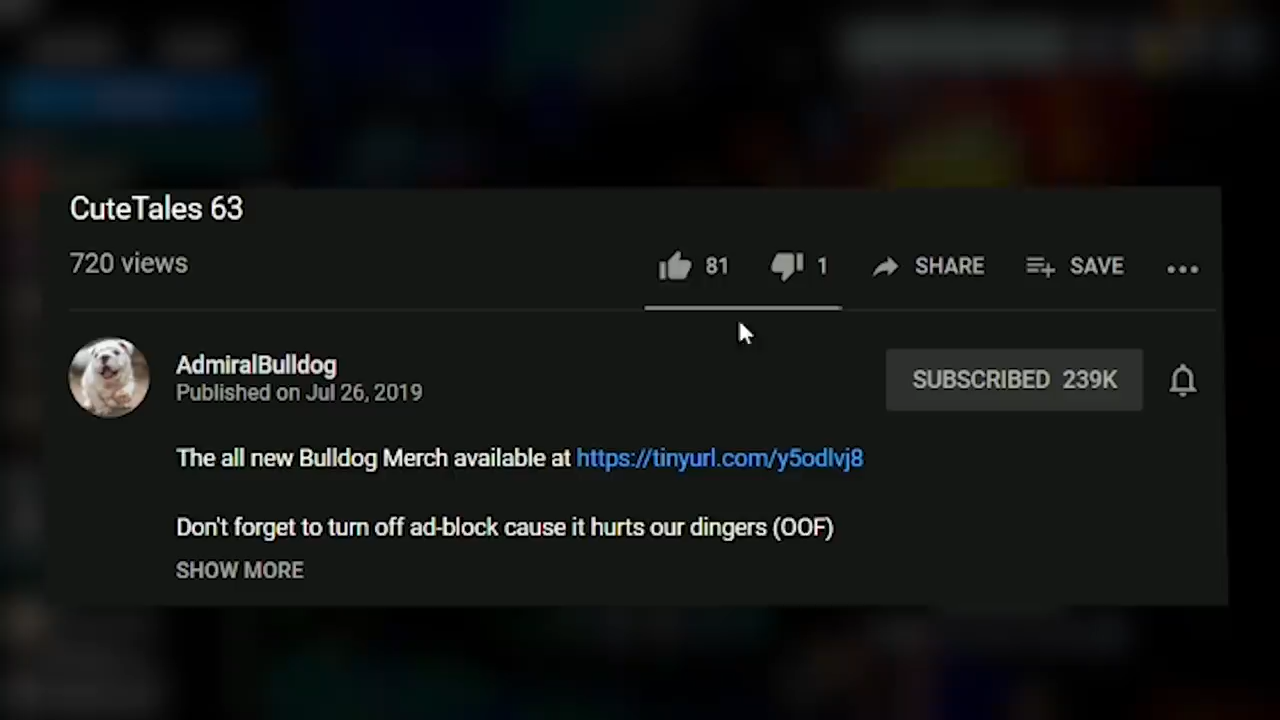 CuteTales 63
720 views
81 1 SHARE SAVE
AdmiralBulldog
Published on Jul 26, 2019
SUBSCRIBED 239K
The all new Bulldog Merch available at https://tinyurl.com/y5odlvj8
Don't forget to turn off ad-block cause it hurts our dingers (OOF)
SHOW MORE